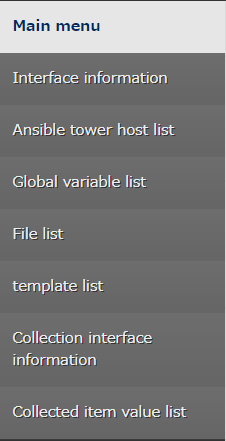 Main menu
Interface information
Ansible tower host list
Global variable list
File list
template list
Collection interface
information
Collected item value list